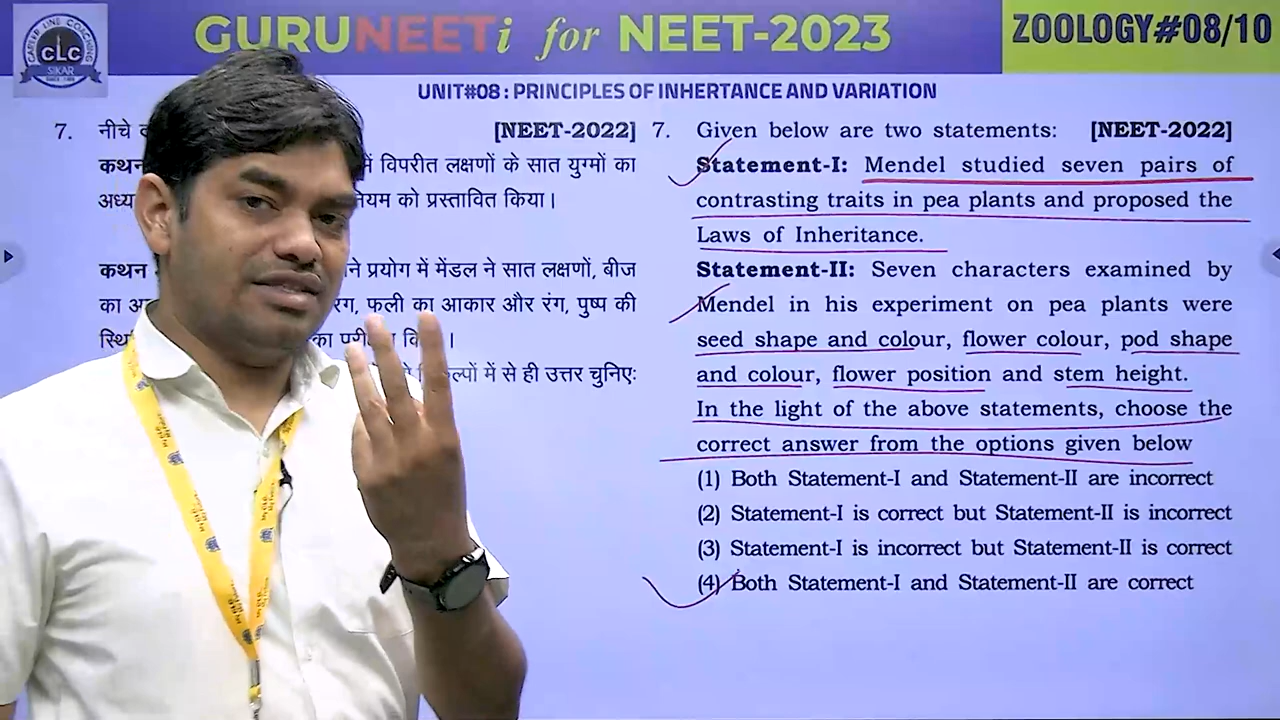 GURUNEETi for NEET-2023
ZOOLOGY#08/10
CAREER LINE COACHING
CLC
SIKAR
UNIT#08 : PRINCIPLES OF INHERTANCE AND VARIATION
7. नीचे [NEET-2022]
में विपरीत लक्षणों के सात युग्मों का
को प्रस्तावित किया।
कथन
प्रयोग में मेंडल ने सात लक्षणों, बीज
का फली का आकार और रंग, पुष्प की
में से ही उत्तर चुनिए:
7. Given below are two statements: [NEET-2022]
Statement-I: Mendel studied seven pairs of
contrasting traits in pea plants and proposed the
Laws of Inheritance.
Statement-II: Seven characters examined by
Mendel in his experiment on pea plants were
seed shape and colour, flower colour, pod shape
and colour, flower position and stem height.
In the light of the above statements, choose the
correct answer from the options given below
(1) Both Statement-I and Statement-II are incorrect
(2) Statement-I is correct but Statement-II is incorrect
(3) Statement-I is incorrect but Statement-II is correct
(4) Both Statement-I and Statement-II are correct